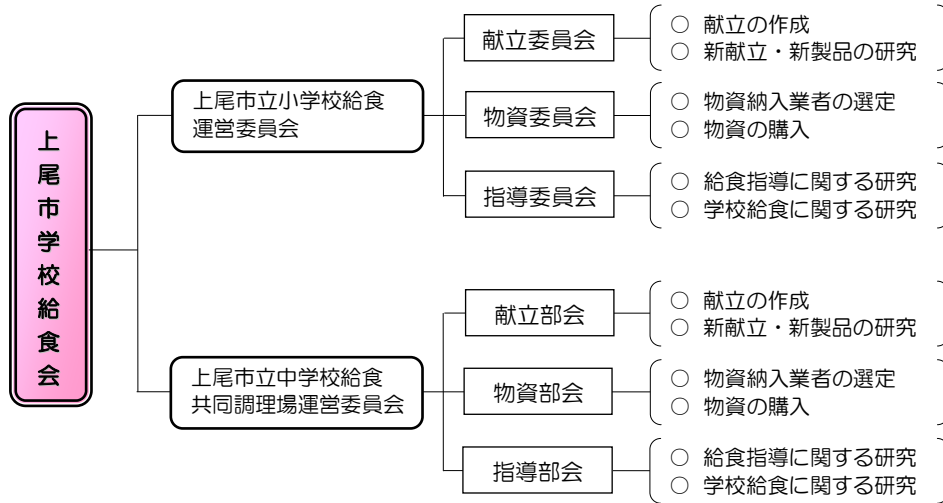 上尾市学校給食会
上尾市立小学校給食
運営委員会
献立委員会
○ 献立の作成
○ 新献立・新製品の研究
物資委員会
○ 物資納入業者の選定
○ 物資の購入
指導委員会
○ 給食指導に関する研究
○ 学校給食に関する研究
上尾市立中学校給食
共同調理場運営委員会
献立部会
○ 献立の作成
○ 新献立・新製品の研究
物資部会
○ 物資納入業者の選定
○ 物資の購入
指導部会
○ 給食指導に関する研究
○ 学校給食に関する研究